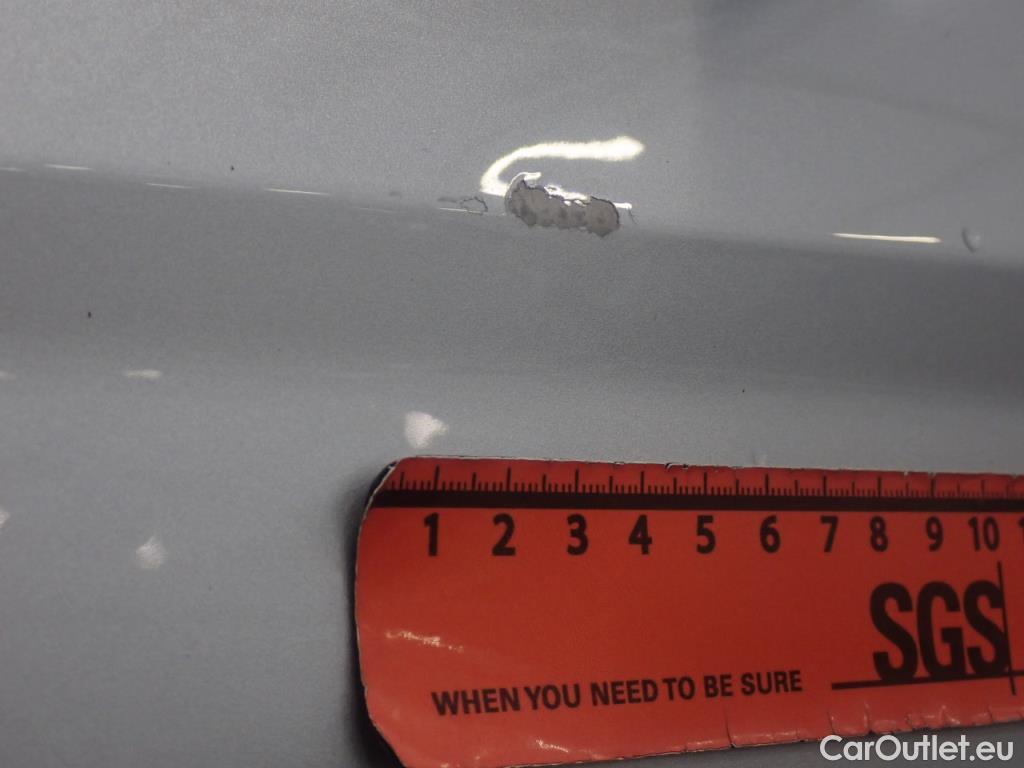 1 2 3 4 5 6 7 8 9 10
SGS
WHEN YOU NEED TO BE SURE
CarOutlet.eu